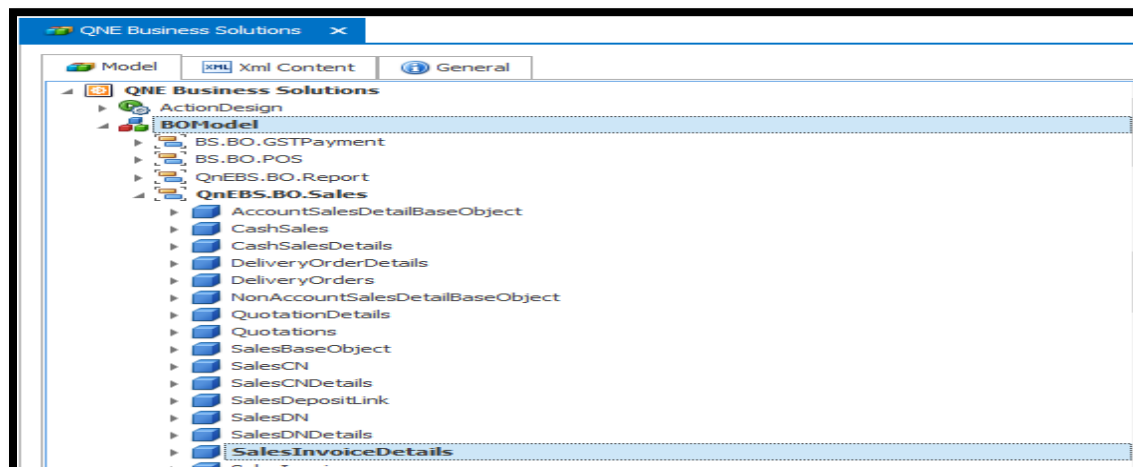 QNE Business Solutions ×
Model XML Xml Content General
QNE Business Solutions
ActionDesign
BOModel
BS.BO.GSTPayment
BS.BO.POS
QnEBS.BO.Report
QnEBS.BO.Sales
AccountSalesDetailBaseObject
CashSales
CashSalesDetails
DeliveryOrderDetails
DeliveryOrders
NonAccountSalesDetailBaseObject
QuotationDetails
Quotations
SalesBaseObject
SalesCN
SalesCNDetails
SalesDepositLink
SalesDN
SalesDNDetails
SalesInvoiceDetails